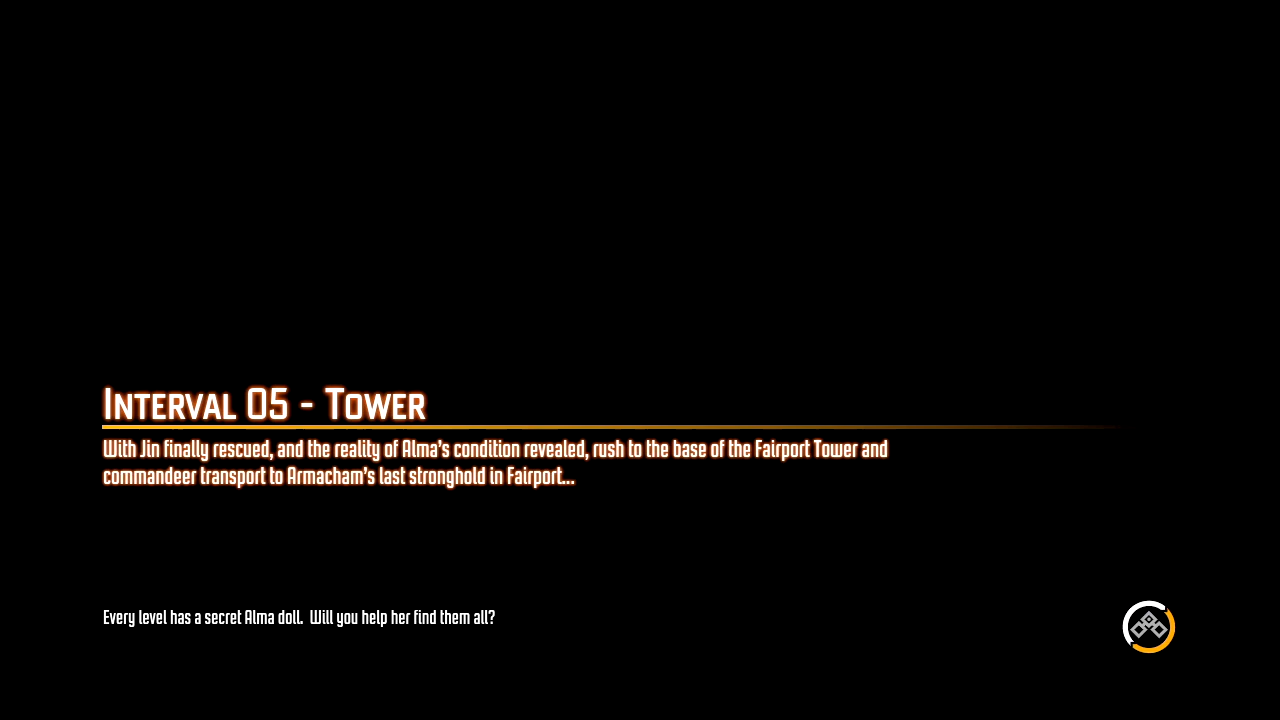 Interval 05 - Tower
With Jin finally rescued, and the reality of Alma's condition revealed, rush to the base of the Fairport Tower and
commandeer transport to Armacham's last stronghold in Fairport...
Every level has a secret Alma doll.  Will you help her find them all?